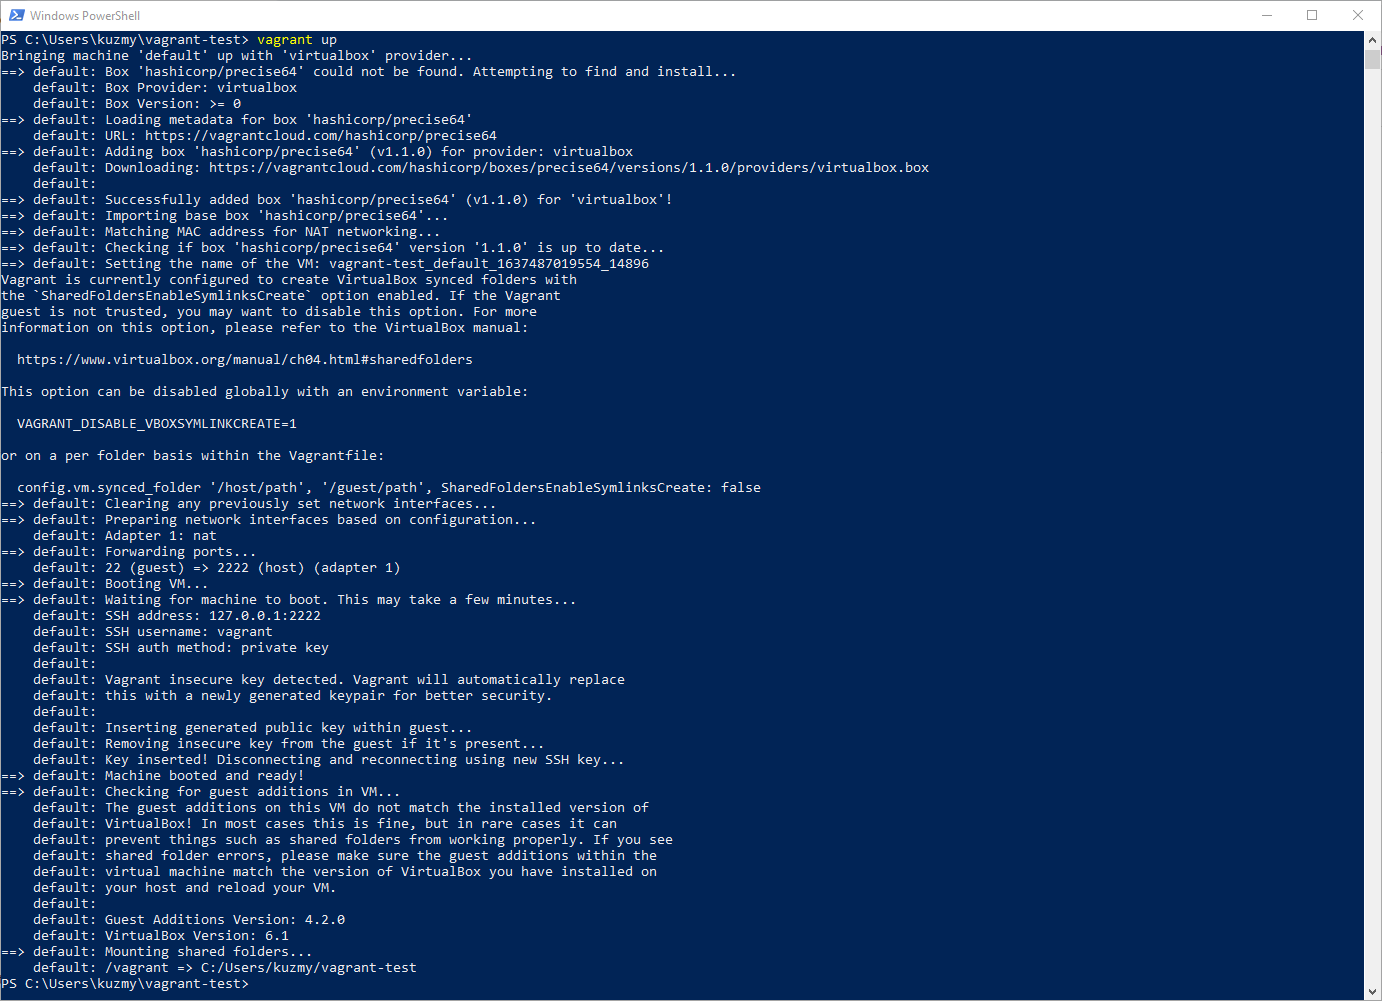 Windows PowerShell
PS C:\Users\kuzmy\vagrant-test> vagrant up
Bringing machine 'default' up with 'virtualbox' provider...
==> default: Box 'hashicorp/precise64' could not be found. Attempting to find and install...
    default: Box Provider: virtualbox
    default: Box Version: >= 0
==> default: Loading metadata for box 'hashicorp/precise64'
    default: URL: https://vagrantcloud.com/hashicorp/precise64
==> default: Adding box 'hashicorp/precise64' (v1.1.0) for provider: virtualbox
    default: Downloading: https://vagrantcloud.com/hashicorp/boxes/precise64/versions/1.1.0/providers/virtualbox.box
    default:
==> default: Successfully added box 'hashicorp/precise64' (v1.1.0) for 'virtualbox'!
==> default: Importing base box 'hashicorp/precise64'...
==> default: Matching MAC address for NAT networking...
==> default: Checking if box 'hashicorp/precise64' version '1.1.0' is up to date...
==> default: Setting the name of the VM: vagrant-test_default_1637487019554_14896
Vagrant is currently configured to create VirtualBox synced folders with
the `SharedFoldersEnableSymlinksCreate` option enabled. If the Vagrant
guest is not trusted, you may want to disable this option. For more
information on this option, please refer to the VirtualBox manual:

  https://www.virtualbox.org/manual/ch04.html#sharedfolders

This option can be disabled globally with an environment variable:

  VAGRANT_DISABLE_VBOXSYMLINKCREATE=1

or on a per folder basis within the Vagrantfile:

  config.vm.synced_folder '/host/path', '/guest/path', SharedFoldersEnableSymlinksCreate: false
==> default: Clearing any previously set network interfaces...
==> default: Preparing network interfaces based on configuration...
    default: Adapter 1: nat
==> default: Forwarding ports...
    default: 22 (guest) => 2222 (host) (adapter 1)
==> default: Booting VM...
==> default: Waiting for machine to boot. This may take a few minutes...
    default: SSH address: 127.0.0.1:2222
    default: SSH username: vagrant
    default: SSH auth method: private key
    default:
    default: Vagrant insecure key detected. Vagrant will automatically replace
    default: this with a newly generated keypair for better security.
    default:
    default: Inserting generated public key within guest...
    default: Removing insecure key from the guest if it's present...
    default: Key inserted! Disconnecting and reconnecting using new SSH key...
==> default: Machine booted and ready!
==> default: Checking for guest additions in VM...
    default: The guest additions on this VM do not match the installed version of
    default: VirtualBox! In most cases this is fine, but in rare cases it can
    default: prevent things such as shared folders from working properly. If you see
    default: shared folder errors, please make sure the guest additions within the
    default: virtual machine match the version of VirtualBox you have installed on
    default: your host and reload your VM.
    default:
    default: Guest Additions Version: 4.2.0
    default: VirtualBox Version: 6.1
==> default: Mounting shared folders...
    default: /vagrant => C:/Users/kuzmy/vagrant-test
PS C:\Users\kuzmy\vagrant-test>